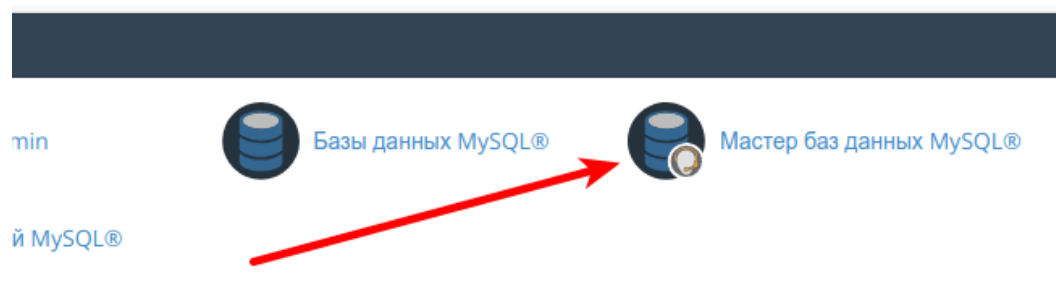 min
Базы данных MySQL®
Мастер баз данных MySQL®
й MySQL®